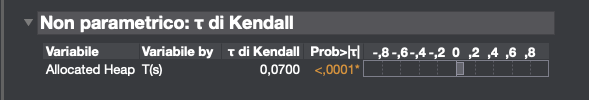 Non parametrico: τ di Kendall
Variabile Variabile by τ di Kendall Prob>|τ| -,8 -,6 -,4 -,2 0 ,2 ,4 ,6 ,8
Allocated Heap T(s) 0,0700 <,0001*